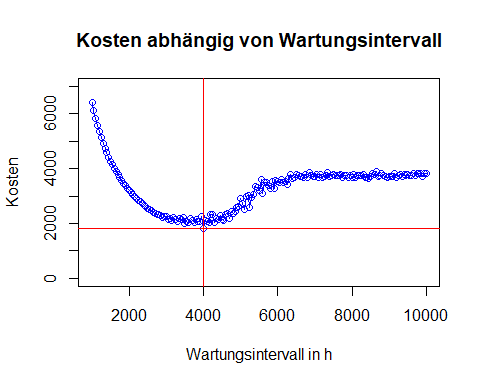 Kosten abhängig von Wartungsintervall
Kosten
6000
4000
2000
0
2000 4000 6000 8000 10000
Wartungsintervall in h